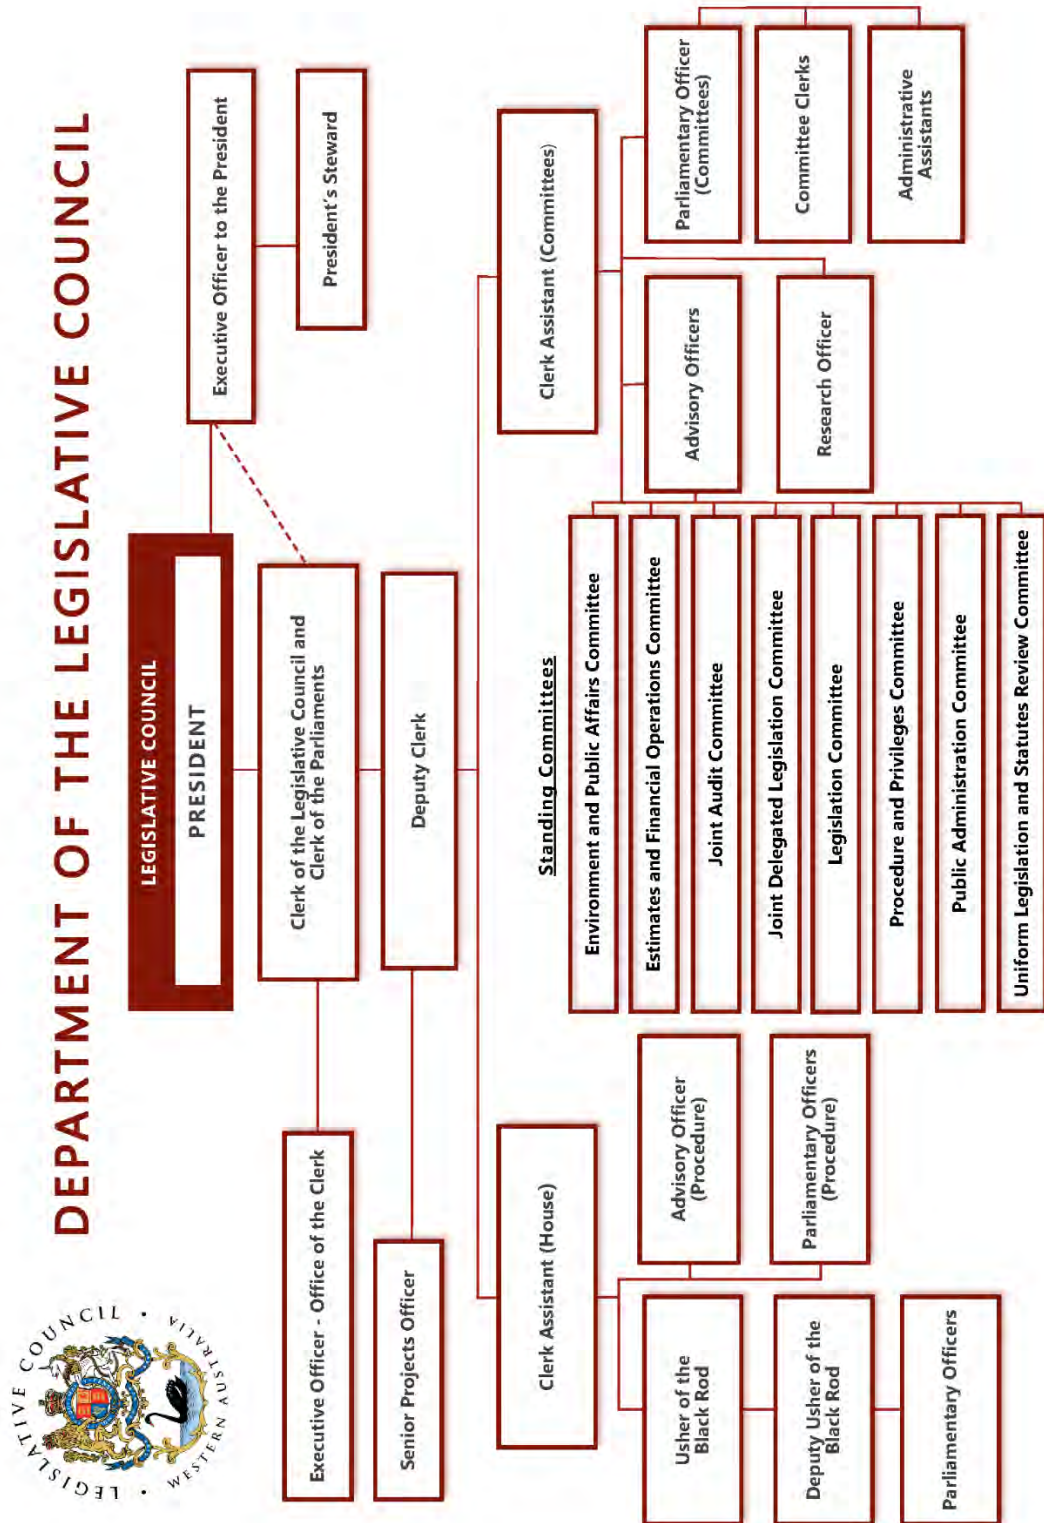 DEPARTMENT OF THE LEGISLATIVE COUNCIL
LEGISLATIVE COUNCIL
WESTERN AUSTRALIA
LEGISLATIVE COUNCIL
PRESIDENT
Executive Officer to the President
President's Steward
Clerk of the Legislative Council and
Clerk of the Parliaments
Executive Officer - Office of the Clerk
Deputy Clerk
Senior Projects Officer
Clerk Assistant (House)
Clerk Assistant (Committees)
Usher of the
Black Rod
Deputy Usher of the
Black Rod
Parliamentary Officers
Advisory Officer
(Procedure)
Parliamentary Officers
(Procedure)
Standing Committees
Environment and Public Affairs Committee
Estimates and Financial Operations Committee
Joint Audit Committee
Joint Delegated Legislation Committee
Legislation Committee
Procedure and Privileges Committee
Public Administration Committee
Uniform Legislation and Statutes Review Committee
Advisory Officers
Research Officer
Parliamentary Officer
(Committees)
Committee Clerks
Administrative
Assistants